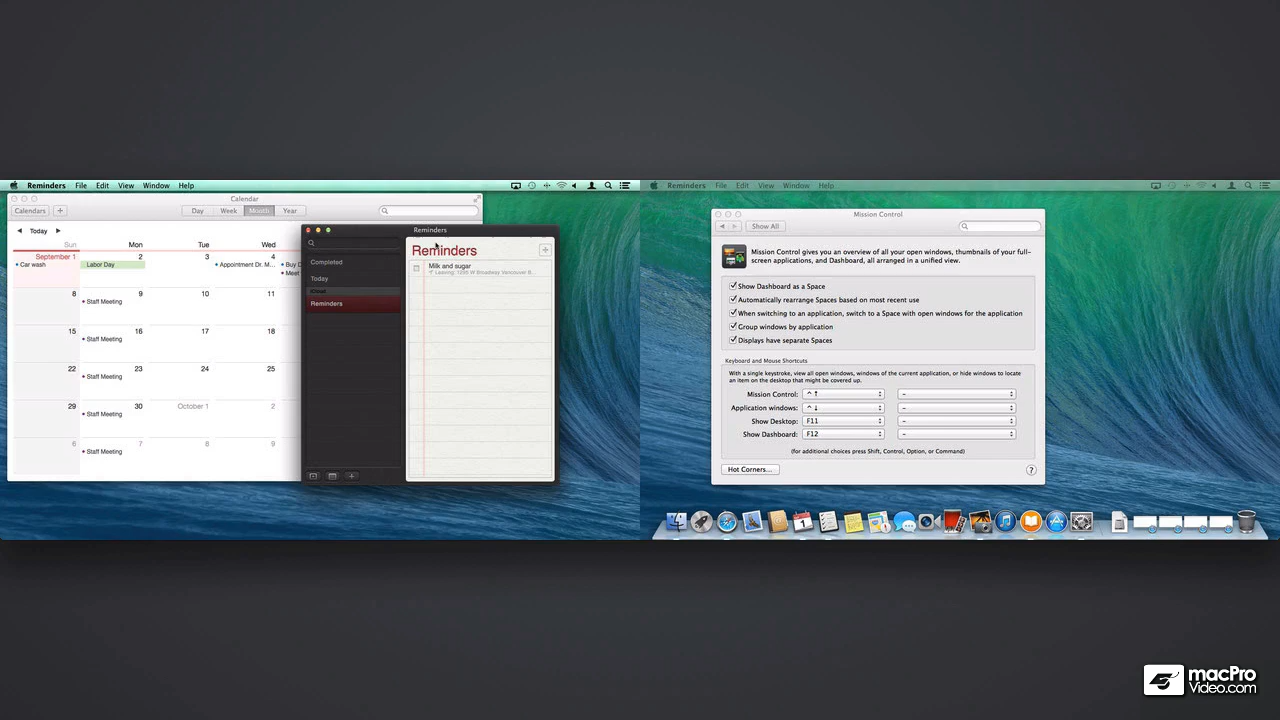 Reminders File Edit View Window Help
Calendar
Calendars + Day Week Month Year
Today
Sun Mon Tue Wed
September 1 2 3 4
Car wash Labor Day Appointment Dr. M... Buy D
Meet
8 9 10 11
Staff Meeting
15 16 17 18
Staff Meeting
22 23 24 25
Staff Meeting
29 30 October 1 2
Staff Meeting
6 7 8 9
Staff Meeting
Reminders
Completed
Today
iCloud
Reminders
Reminders
Milk and sugar
Leaving: 1895 W Broadway Vancouver B...
Reminders File Edit View Window Help
Mission Control
Show All
Mission Control gives you an overview of all your open windows, thumbnails of your full-
screen applications, and Dashboard, all arranged in a unified view.
Show Dashboard as a Space
Automatically rearrange Spaces based on most recent use
When switching to an application, switch to a Space with open windows for the application
Group windows by application
Displays have separate Spaces
Keyboard and Mouse Shortcuts
With a single keystroke, view all open windows, windows of the current application, or hide windows to locate
an item on the desktop that might be covered up.
Mission Control: ^ ↑ –
Application windows: ^ ↓ –
Show Desktop: F11 –
Show Dashboard: F12 –
(for additional choices press Shift, Control, Option, or Command)
Hot Corners... ?
1
macPro
Video.com